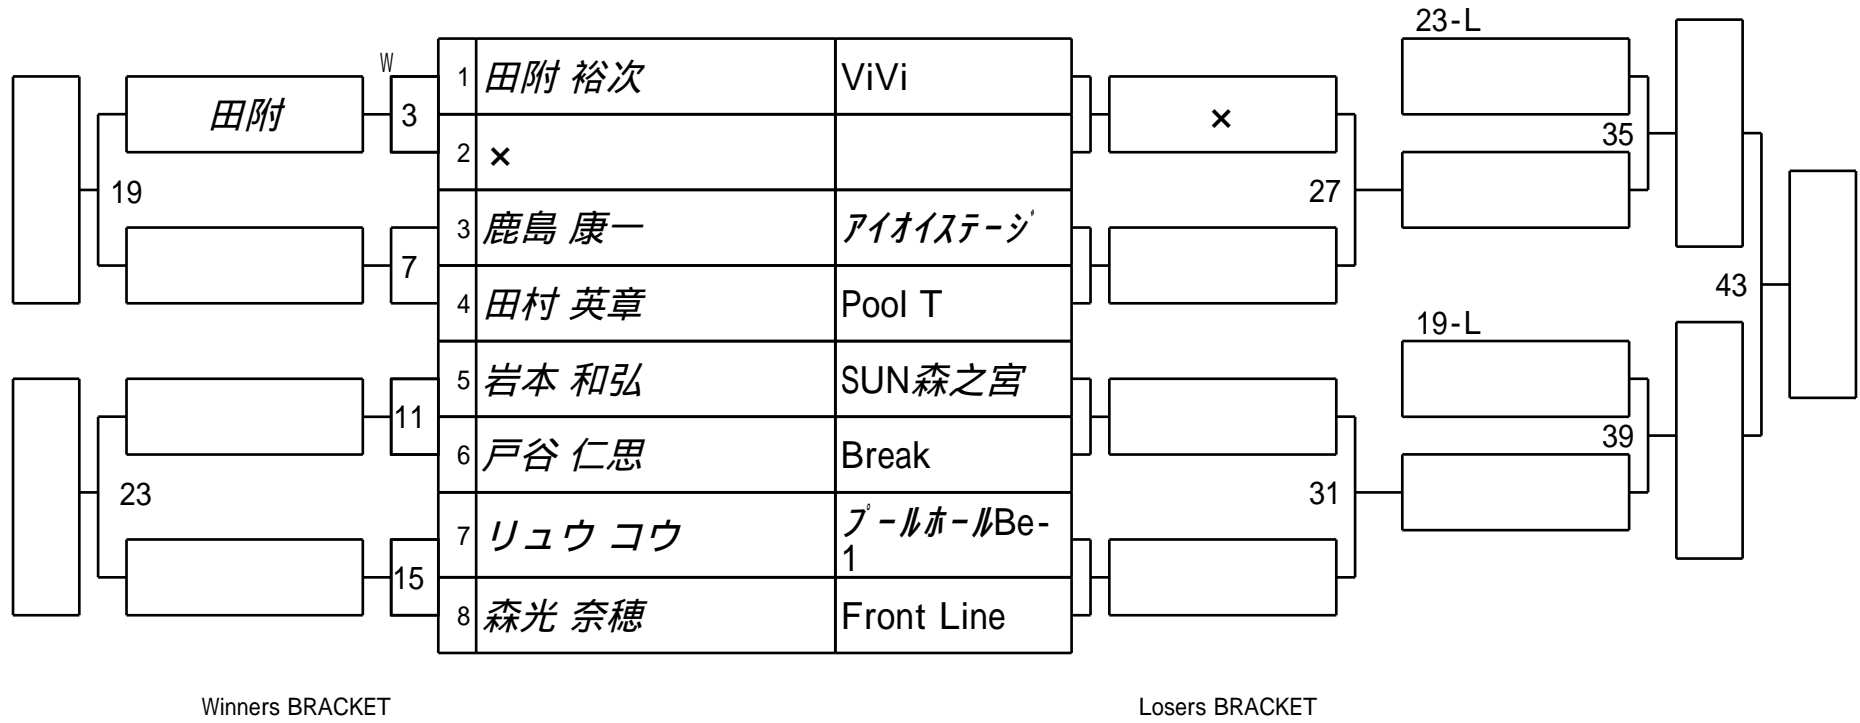 23-L
W
1 田附 裕次 ViVi
田附
3
×
35
2 ×
19
27
3 鹿島 康一 ｱｲｵｲｽﾃｰｼﾞ
7
4 田村 英章 Pool T
43
19-L
5 岩本 和弘 SUN森之宮
11
39
6 戸谷 仁思 Break
23
31
7 リュウ コウ ﾌﾟｰﾙﾎｰﾙBe-
1
15
8 森光 奈穂 Front Line
Winners BRACKET
Losers BRACKET